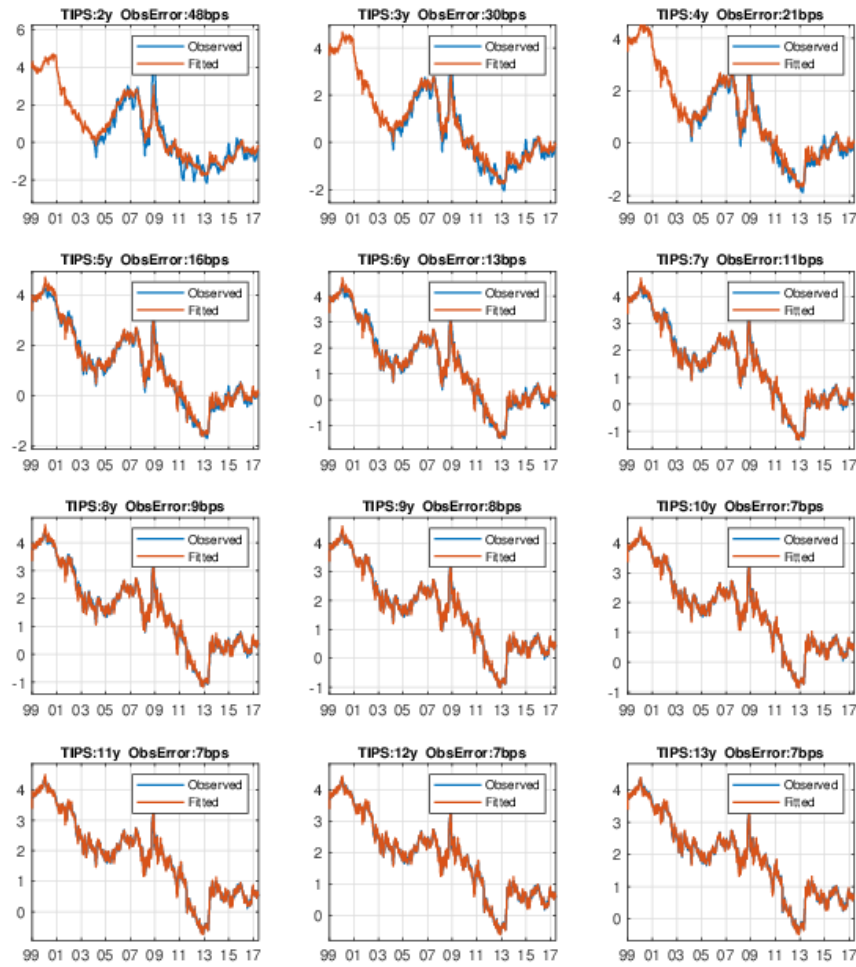 TIPS:2y ObsError:48bps
Observed
Fitted
6
4
2
0
-2
99 01 03 05 07 09 11 13 15 17
TIPS:3y ObsError:30bps
Observed
Fitted
4
2
0
-2
99 01 03 05 07 09 11 13 15 17
TIPS:4y ObsError:21bps
Observed
Fitted
4
2
0
-2
99 01 03 05 07 09 11 13 15 17
TIPS:5y ObsError:16bps
Observed
Fitted
4
2
0
-2
99 01 03 05 07 09 11 13 15 17
TIPS:6y ObsError:13bps
Observed
Fitted
4
3
2
1
0
-1
99 01 03 05 07 09 11 13 15 17
TIPS:7y ObsError:11bps
Observed
Fitted
4
3
2
1
0
-1
99 01 03 05 07 09 11 13 15 17
TIPS:8y ObsError:9bps
Observed
Fitted
4
3
2
1
0
-1
99 01 03 05 07 09 11 13 15 17
TIPS:9y ObsError:8bps
Observed
Fitted
4
3
2
1
0
-1
99 01 03 05 07 09 11 13 15 17
TIPS:10y ObsError:7bps
Observed
Fitted
4
3
2
1
0
-1
99 01 03 05 07 09 11 13 15 17
TIPS:11y ObsError:7bps
Observed
Fitted
4
3
2
1
0
99 01 03 05 07 09 11 13 15 17
TIPS:12y ObsError:7bps
Observed
Fitted
4
3
2
1
0
99 01 03 05 07 09 11 13 15 17
TIPS:13y ObsError:7bps
Observed
Fitted
4
3
2
1
0
99 01 03 05 07 09 11 13 15 17